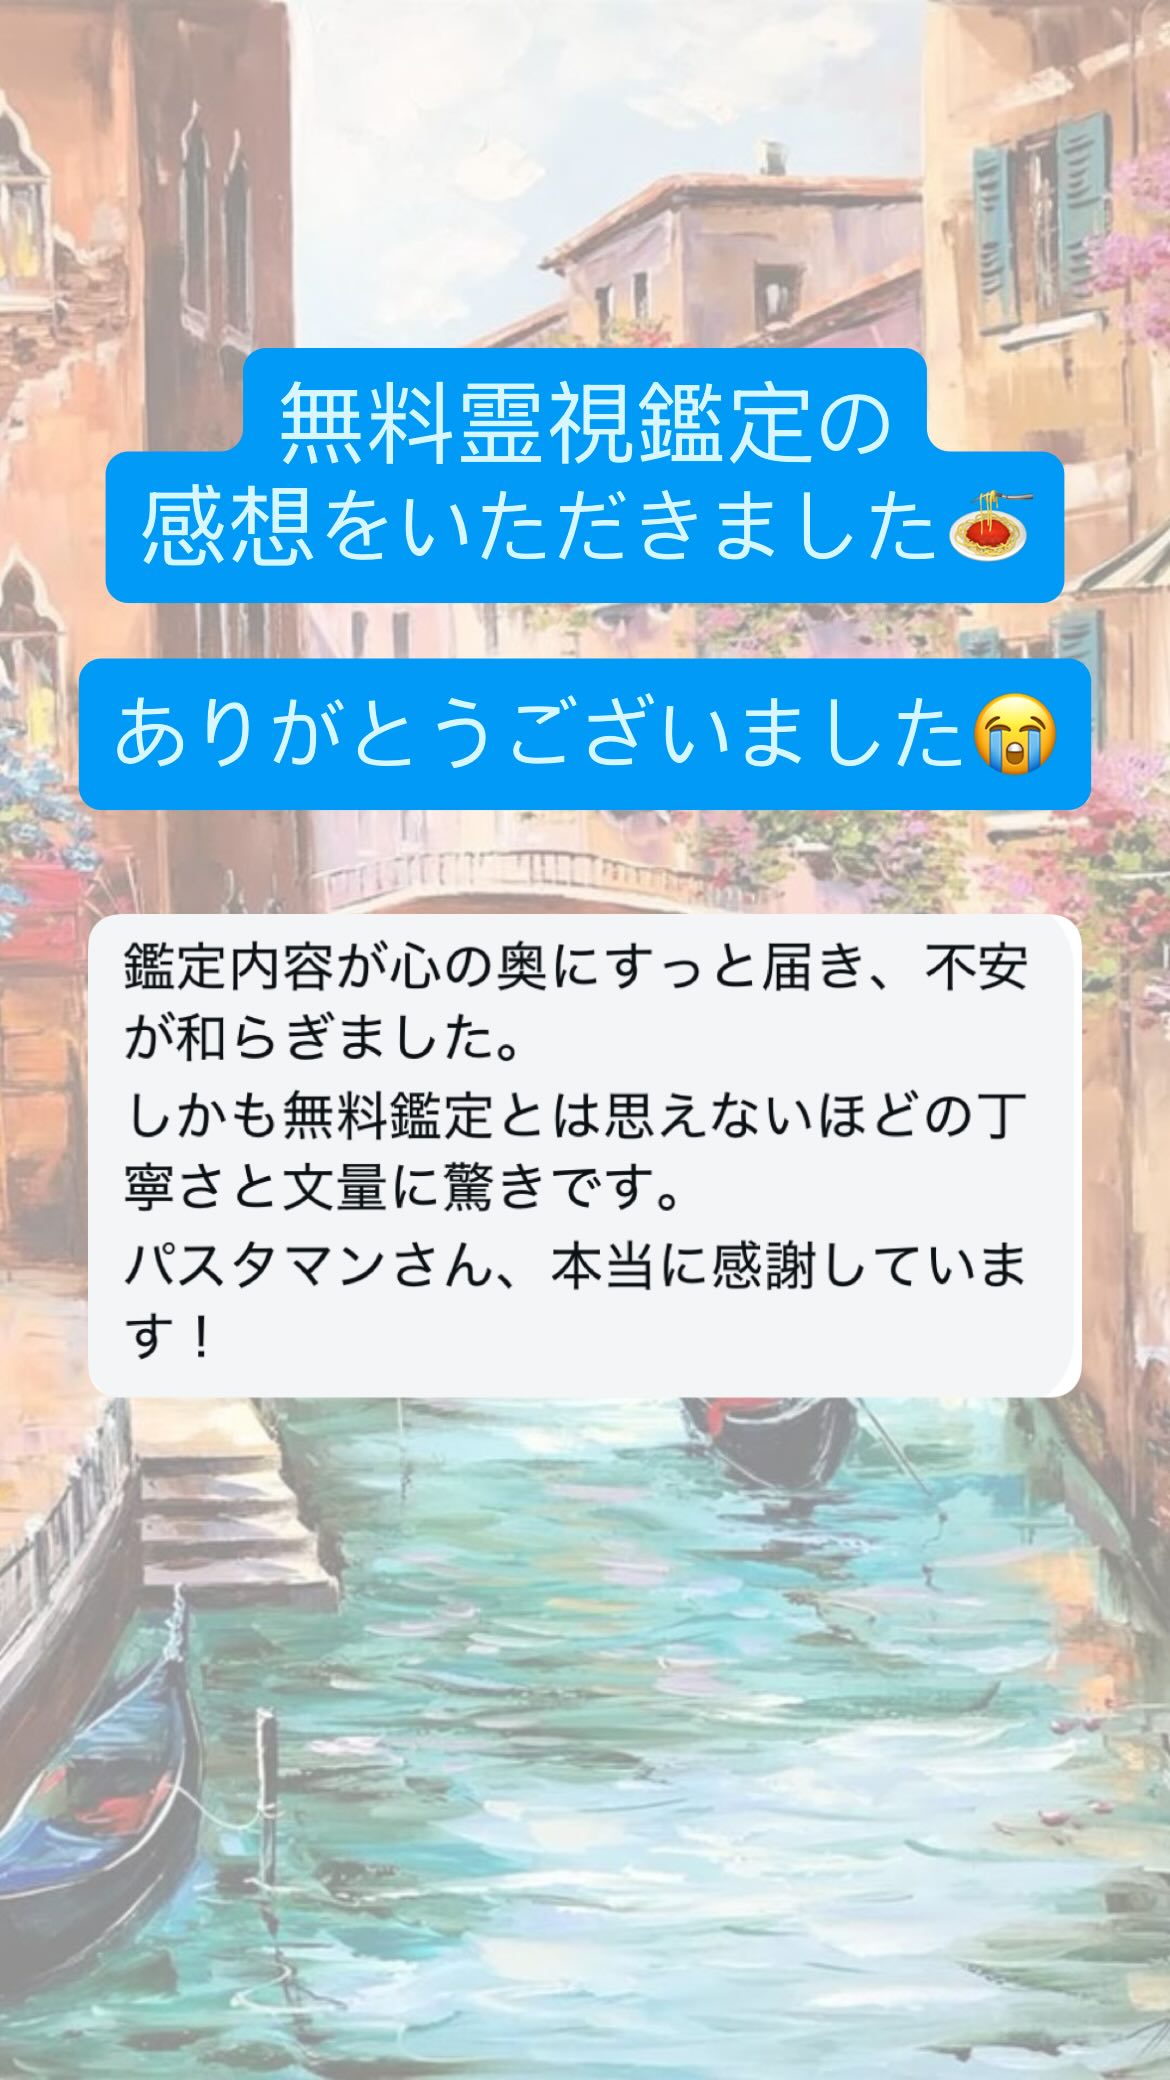 無料霊視鑑定の
感想をいただきました🍝
ありがとうございました😭
鑑定内容が心の奥にすっと届き、不安
が和らぎました。
しかも無料鑑定とは思えないほどの丁
寧さと文量に驚きです。
パスタマンさん、本当に感謝していま
す！